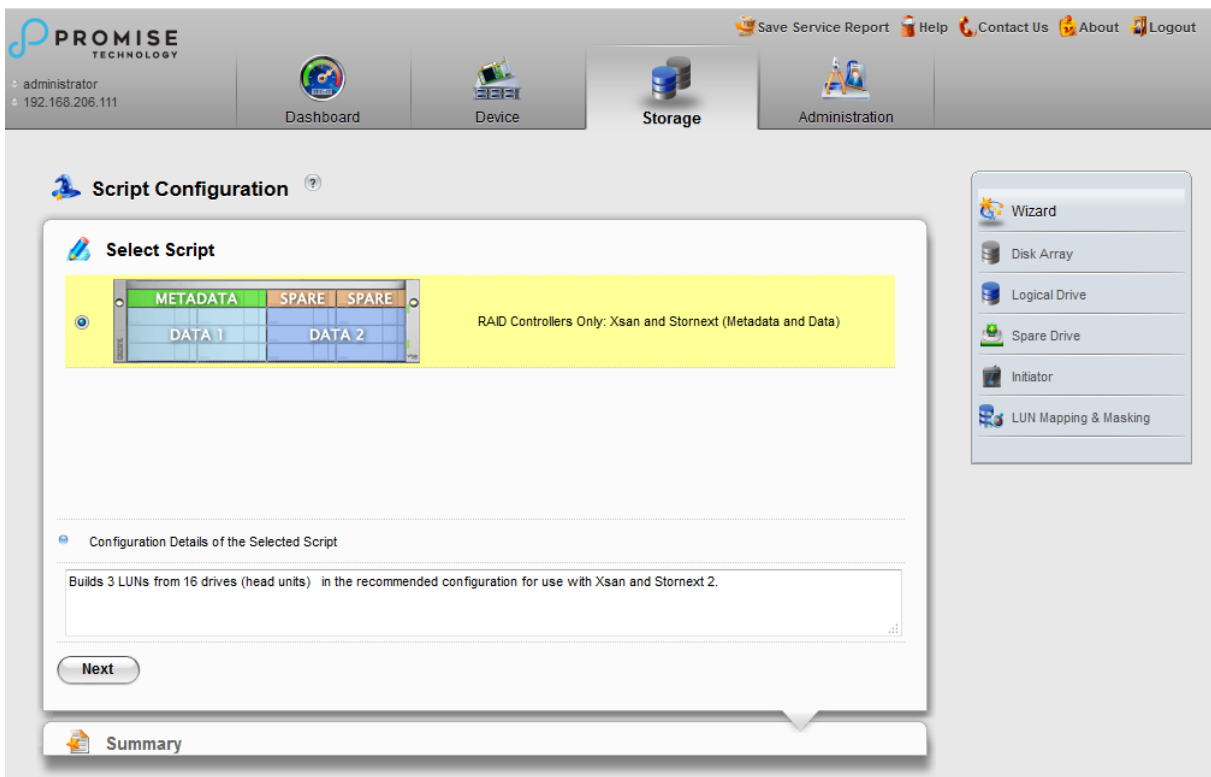 PROMISE
TECHNOLOGY
Save Service Report Help Contact Us About Logout
administrator
192.168.206.111
Dashboard Device Storage Administration
Script Configuration ?
Select Script
METADATA SPARE SPARE
DATA 1 DATA 2
RAID Controllers Only: Xsan and Stornext (Metadata and Data)
Configuration Details of the Selected Script
Builds 3 LUNs from 16 drives (head units) in the recommended configuration for use with Xsan and Stornext 2.
Next
Summary
Wizard
Disk Array
Logical Drive
Spare Drive
Initiator
LUN Mapping & Masking